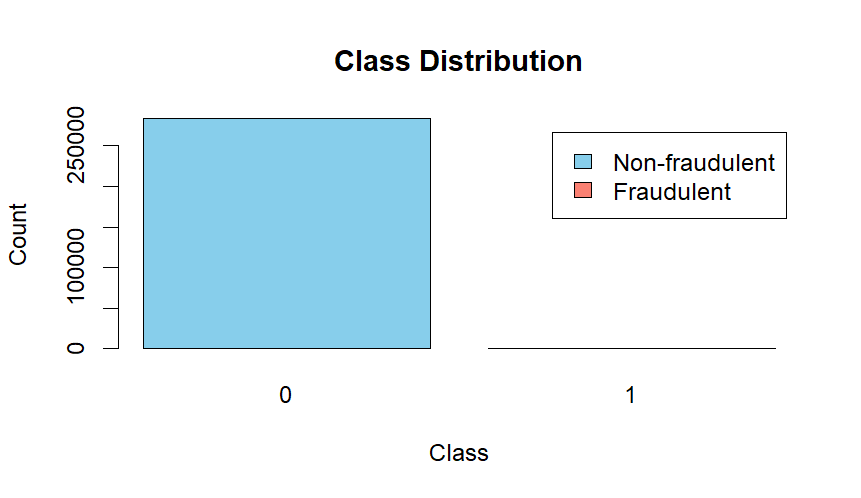 Class Distribution
250000
100000
0
Count
Non-fraudulent
Fraudulent
0
1
Class